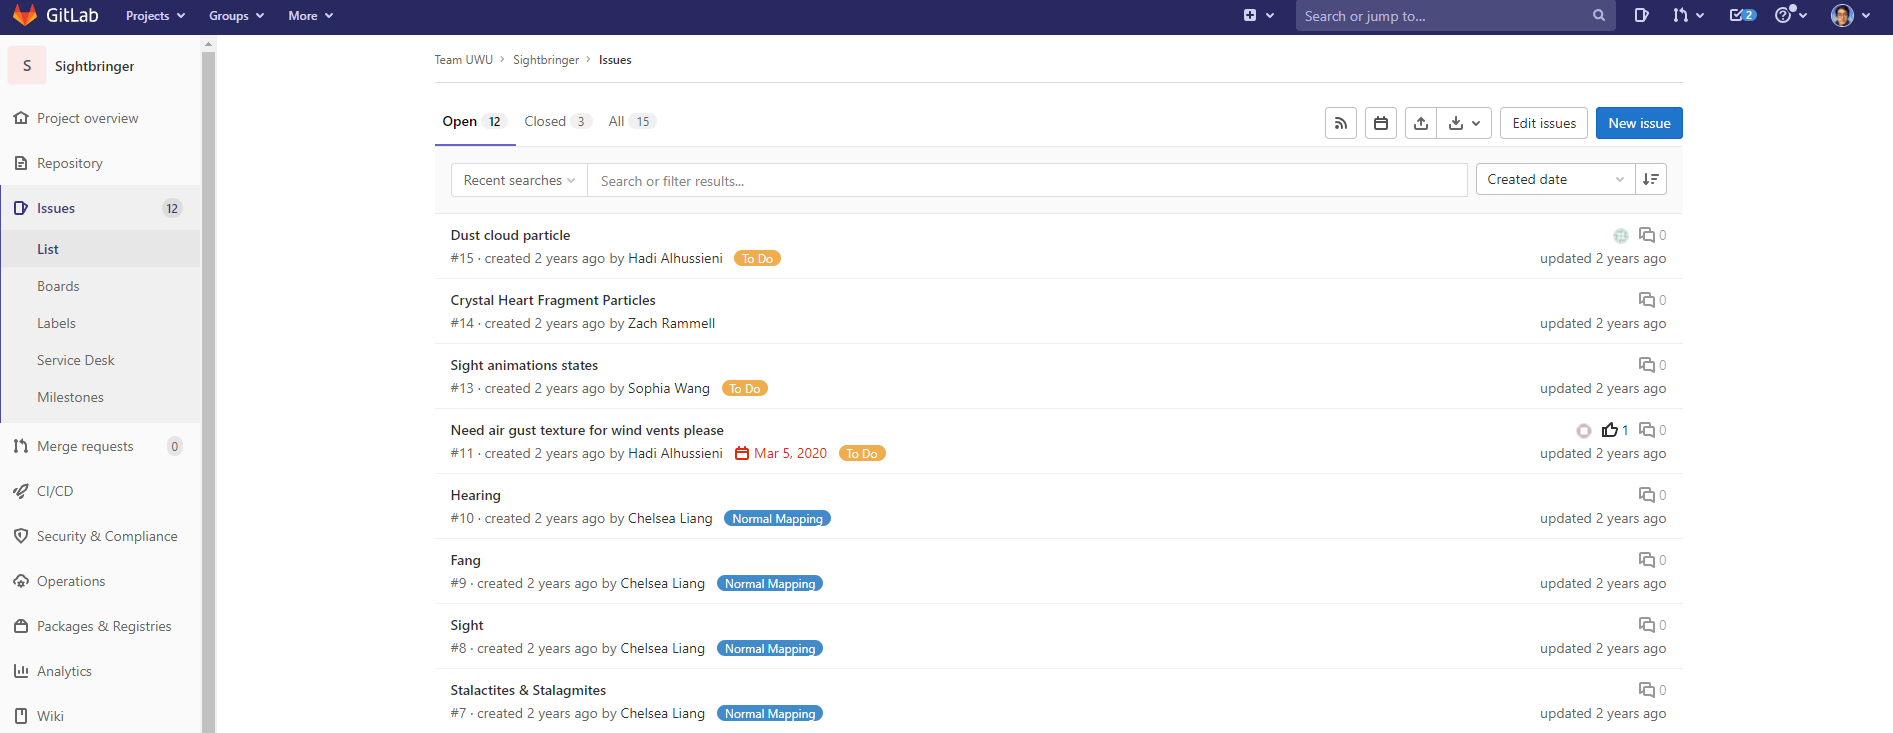 GitLab Projects Groups More Search or jump to... 2
S Sightbringer
Project overview
Repository
Issues 12
List
Boards
Labels
Service Desk
Milestones
Merge requests 0
CI/CD
Security & Compliance
Operations
Packages & Registries
Analytics
Wiki
Team UWU > Sightbringer > Issues
Open 12 Closed 3 All 15 Edit issues New issue
Recent searches Search or filter results... Created date
Dust cloud particle 0
#15 · created 2 years ago by Hadi Alhussieni To Do updated 2 years ago
Crystal Heart Fragment Particles 0
#14 · created 2 years ago by Zach Rammell updated 2 years ago
Sight animations states 0
#13 · created 2 years ago by Sophia Wang To Do updated 2 years ago
Need air gust texture for wind vents please 1 0
#11 · created 2 years ago by Hadi Alhussieni Mar 5, 2020 To Do updated 2 years ago
Hearing 0
#10 · created 2 years ago by Chelsea Liang Normal Mapping updated 2 years ago
Fang 0
#9 · created 2 years ago by Chelsea Liang Normal Mapping updated 2 years ago
Sight 0
#8 · created 2 years ago by Chelsea Liang Normal Mapping updated 2 years ago
Stalactites & Stalagmites 0
#7 · created 2 years ago by Chelsea Liang Normal Mapping updated 2 years ago